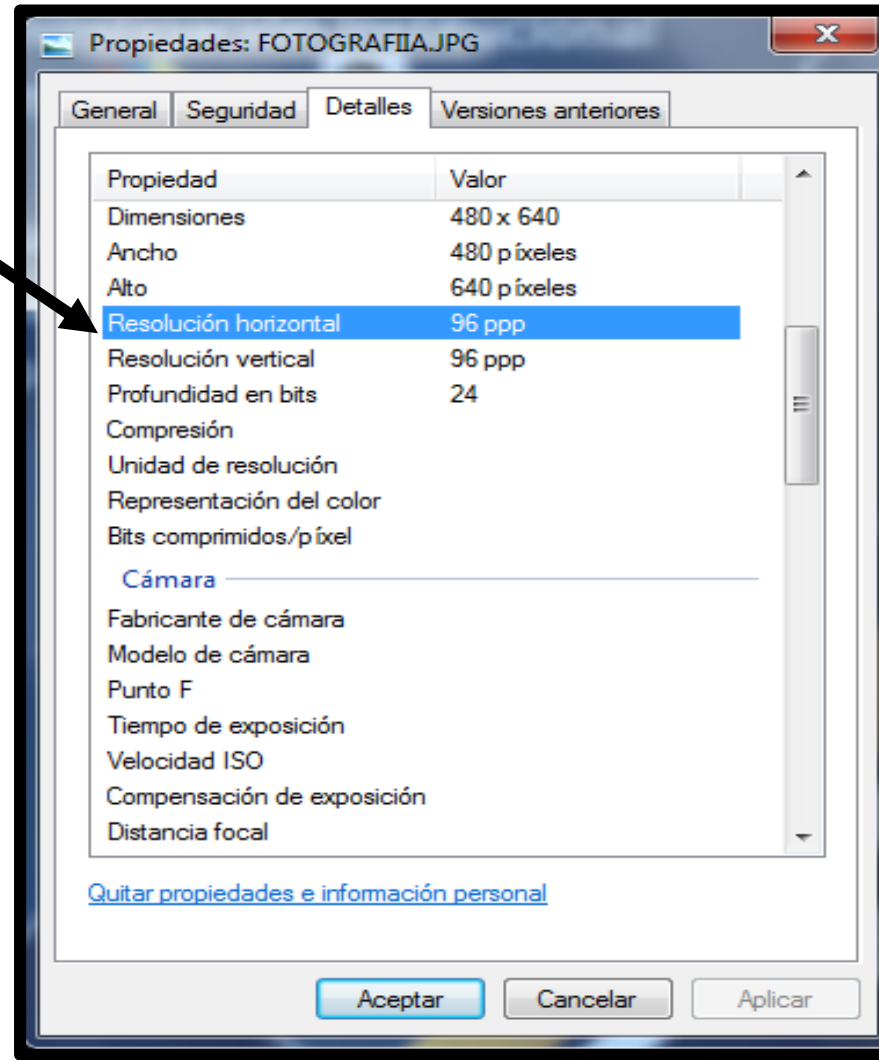 Propiedades: FOTOGRAFIIA.JPG
General Seguridad Detalles Versiones anteriores
Propiedad Valor
Dimensiones 480 x 640
Ancho 480 píxeles
Alto 640 píxeles
Resolución horizontal 96 ppp
Resolución vertical 96 ppp
Profundidad en bits 24
Compresión
Unidad de resolución
Representación del color
Bits comprimidos/píxel
Cámara
Fabricante de cámara
Modelo de cámara
Punto F
Tiempo de exposición
Velocidad ISO
Compensación de exposición
Distancia focal
Quitar propiedades e información personal
Aceptar Cancelar Aplicar